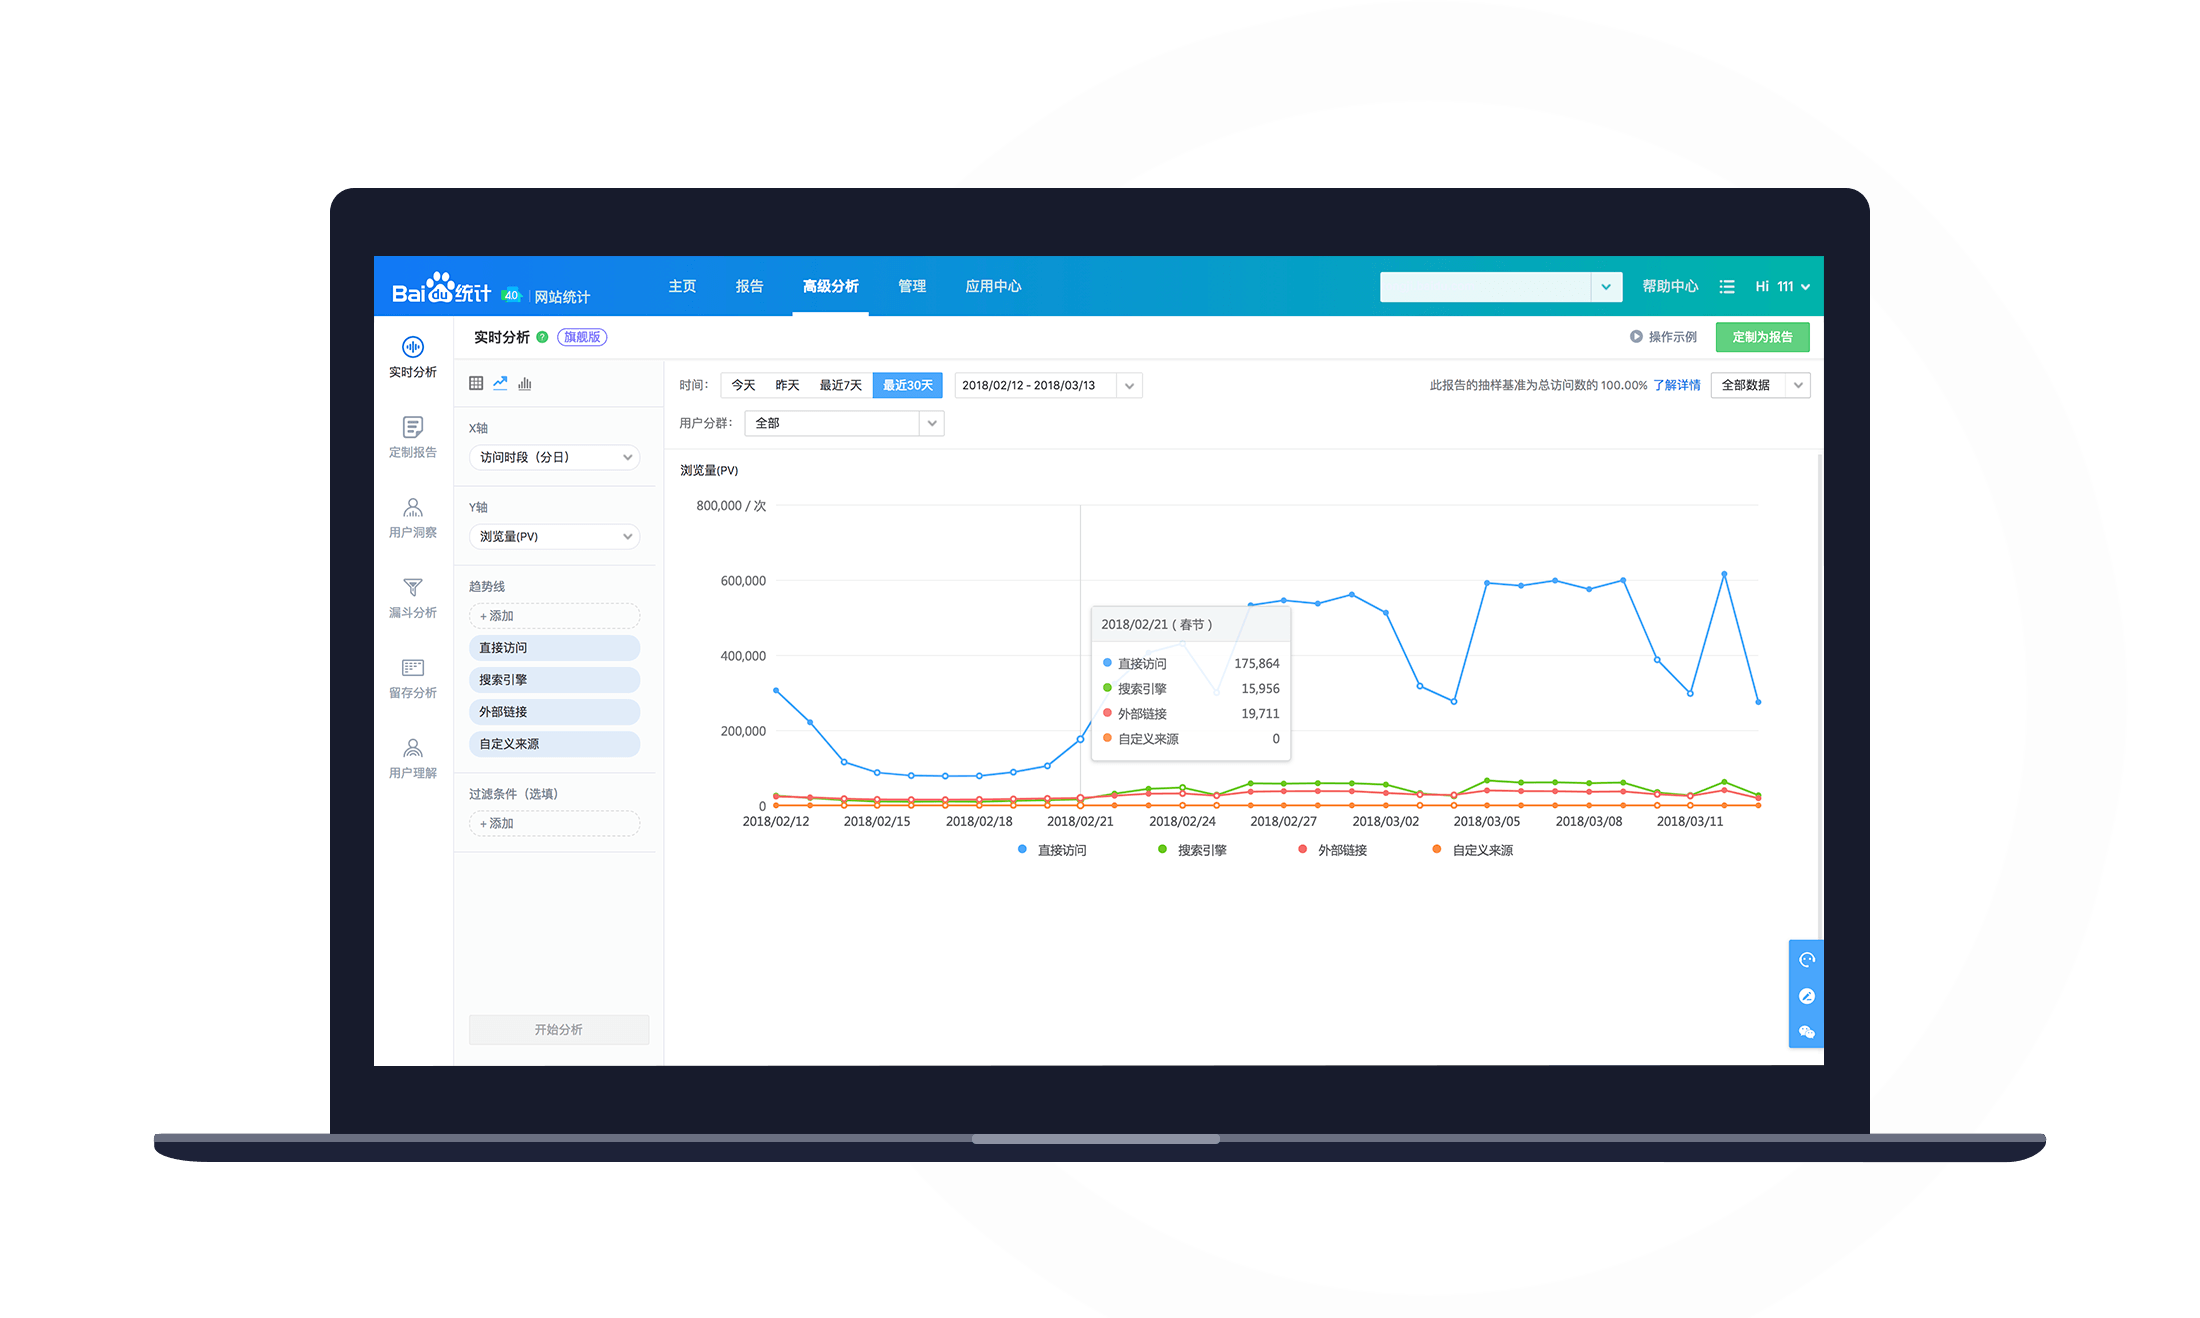 Baidu统计 4.0 | 网站统计
主页 报告 高级分析 管理 应用中心
帮助中心 Hi 111
实时分析 ? 旗舰版
操作示例 定制为报告
实时分析
定制报告
用户洞察
漏斗分析
留存分析
用户理解
X轴
访问时段（分日）
Y轴
浏览量(PV)
趋势线
+ 添加
直接访问
搜索引擎
外部链接
自定义来源
过滤条件（选填）
+ 添加
开始分析
时间： 今天 昨天 最近7天 最近30天 2018/02/12 - 2018/03/13
此报告的抽样基准为总访问数的 100.00% 了解详情 全部数据
用户分群： 全部
浏览量(PV)
800,000 / 次
600,000
400,000
200,000
0
2018/02/21 ( 春节 )
直接访问 175,864
搜索引擎 15,956
外部链接 19,711
自定义来源 0
2018/02/12 2018/02/15 2018/02/18 2018/02/21 2018/02/24 2018/02/27 2018/03/02 2018/03/05 2018/03/08 2018/03/11
直接访问 搜索引擎 外部链接 自定义来源